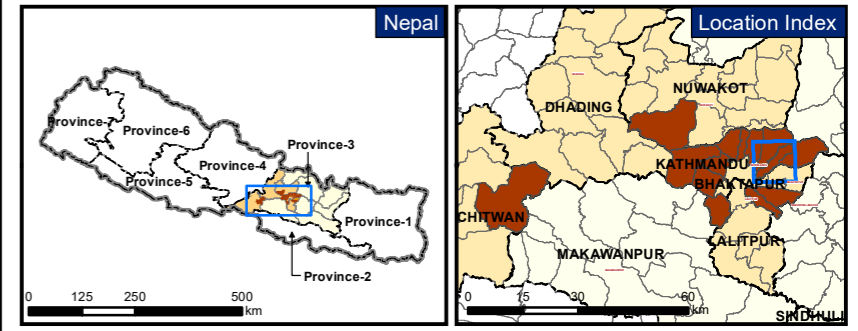 Nepal
Province-7
Province-6
Province-5
Province-4
Province-3
Province-1
Province-2
0 125 250 500
km
Location Index
NUWAKOT
DHADING
KATHMANDU
BHAKTAPUR
CHITWAN
LALITPUR
MAKAWANPUR
SINDHULI
0 15 30 60
km